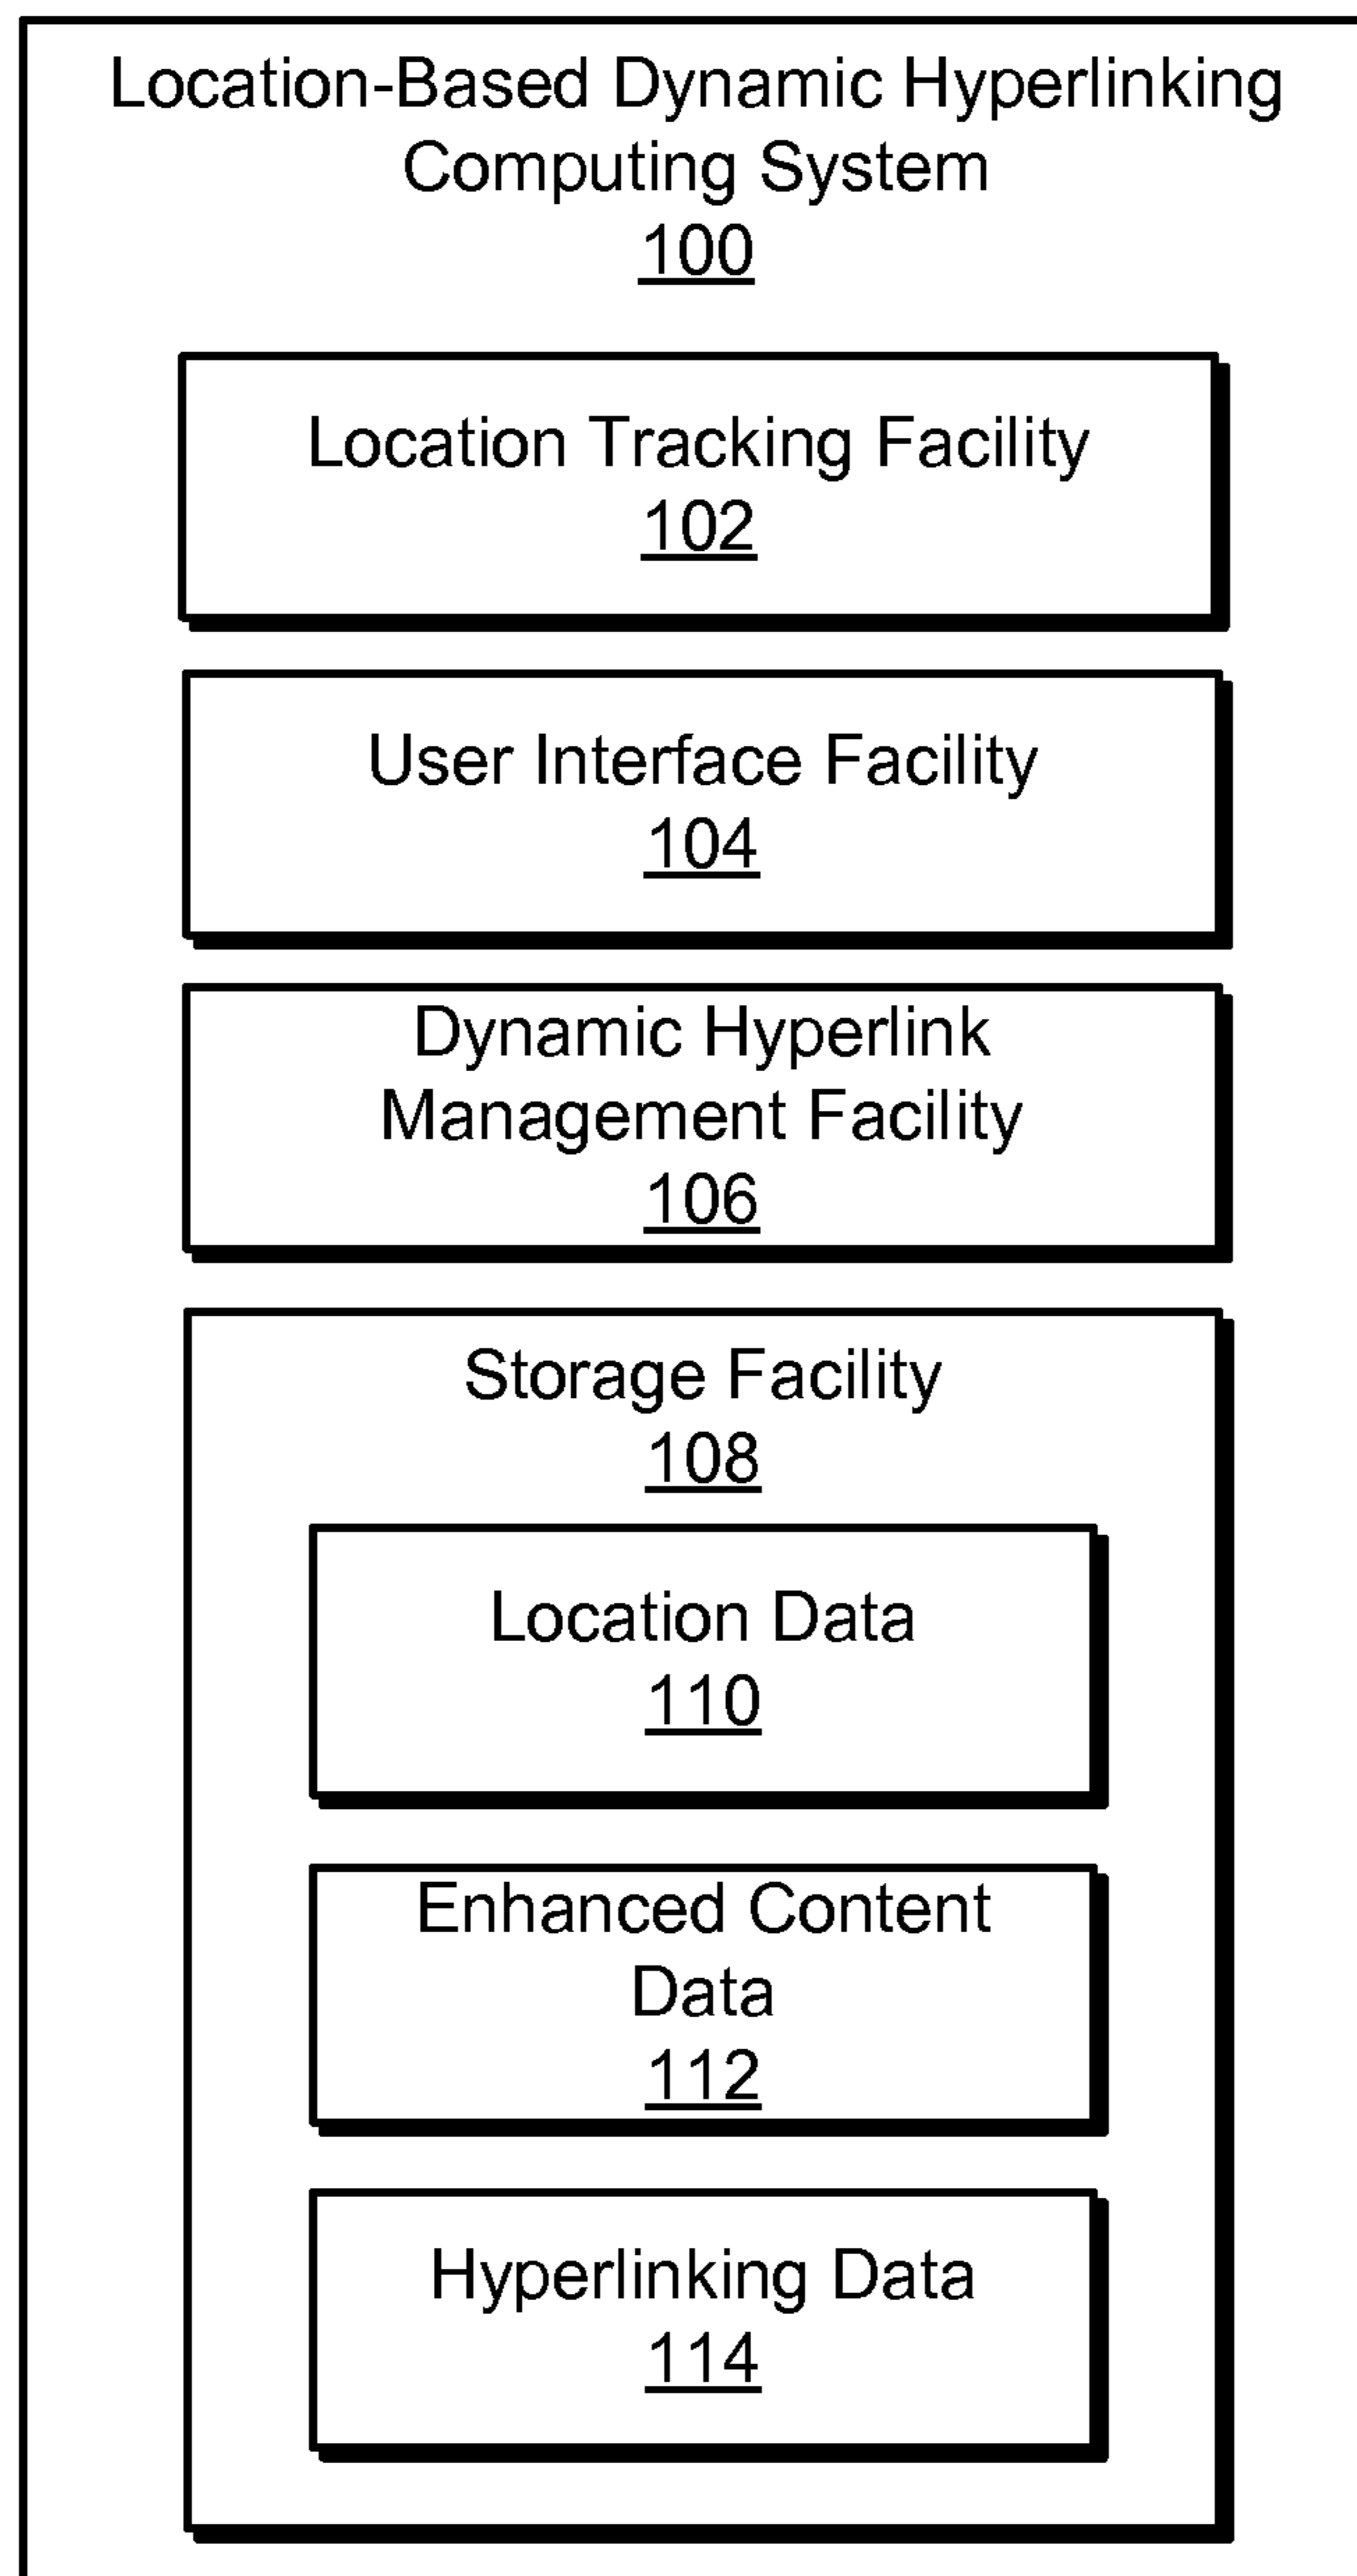 Location-Based Dynamic Hyperlinking
Computing System
100
Location Tracking Facility
102
User Interface Facility
104
Dynamic Hyperlink
Management Facility
106
Storage Facility
108
Location Data
110
Enhanced Content
Data
112
Hyperlinking Data
114